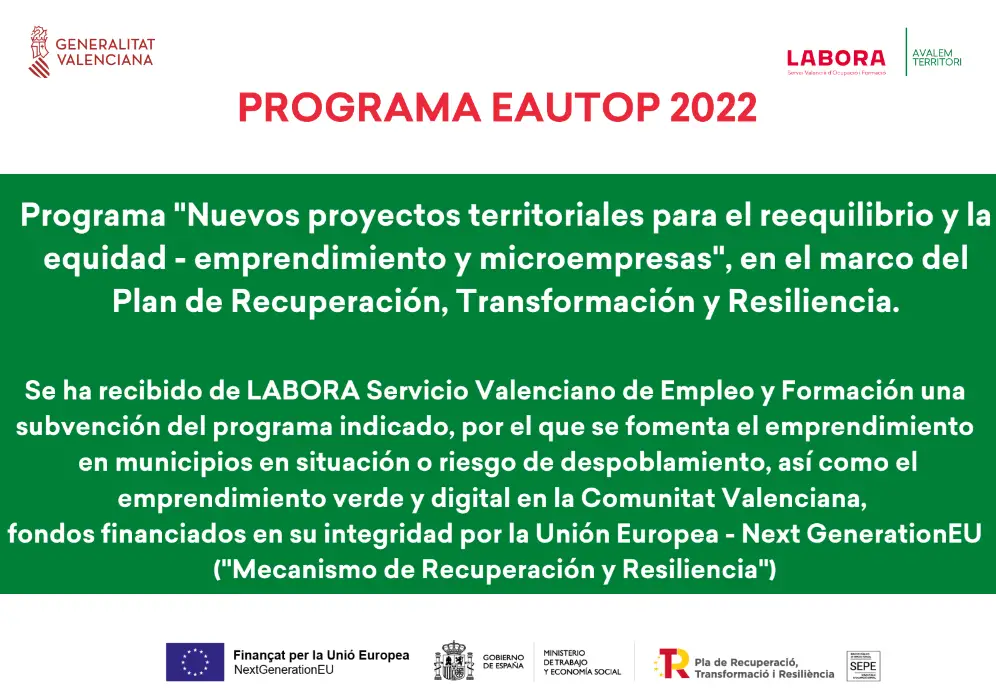 GENERALITAT
VALENCIANA
LABORA
Servei Valencià d'Ocupació i Formació
AVALEM
TERRITORI
PROGRAMA EAUTOP 2022
Programa "Nuevos proyectos territoriales para el reequilibrio y la
equidad - emprendimiento y microempresas", en el marco del
Plan de Recuperación, Transformación y Resiliencia.
Se ha recibido de LABORA Servicio Valenciano de Empleo y Formación una
subvención del programa indicado, por el que se fomenta el emprendimiento
en municipios en situación o riesgo de despoblamiento, así como el
emprendimiento verde y digital en la Comunitat Valenciana,
fondos financiados en su integridad por la Unión Europea - Next GenerationEU
("Mecanismo de Recuperación y Resiliencia")
Finançat per la Unió Europea
NextGenerationEU
GOBIERNO
DE ESPAÑA
MINISTERIO
DE TRABAJO
Y ECONOMÍA SOCIAL
TR
Pla de Recuperació,
Transformació i Resiliència
SEPE